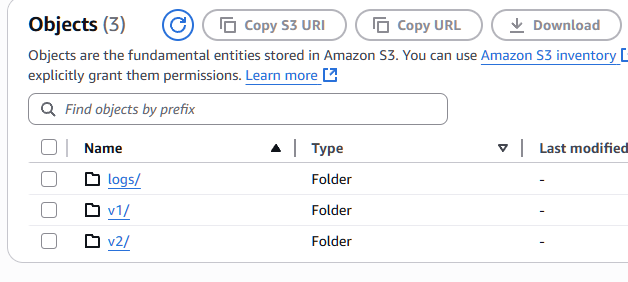 Objects (3)
Copy S3 URI
Copy URL
Download
Objects are the fundamental entities stored in Amazon S3. You can use Amazon S3 inventory
explicitly grant them permissions. Learn more
Find objects by prefix
Name Type Last modified
logs/ Folder -
v1/ Folder -
v2/ Folder -